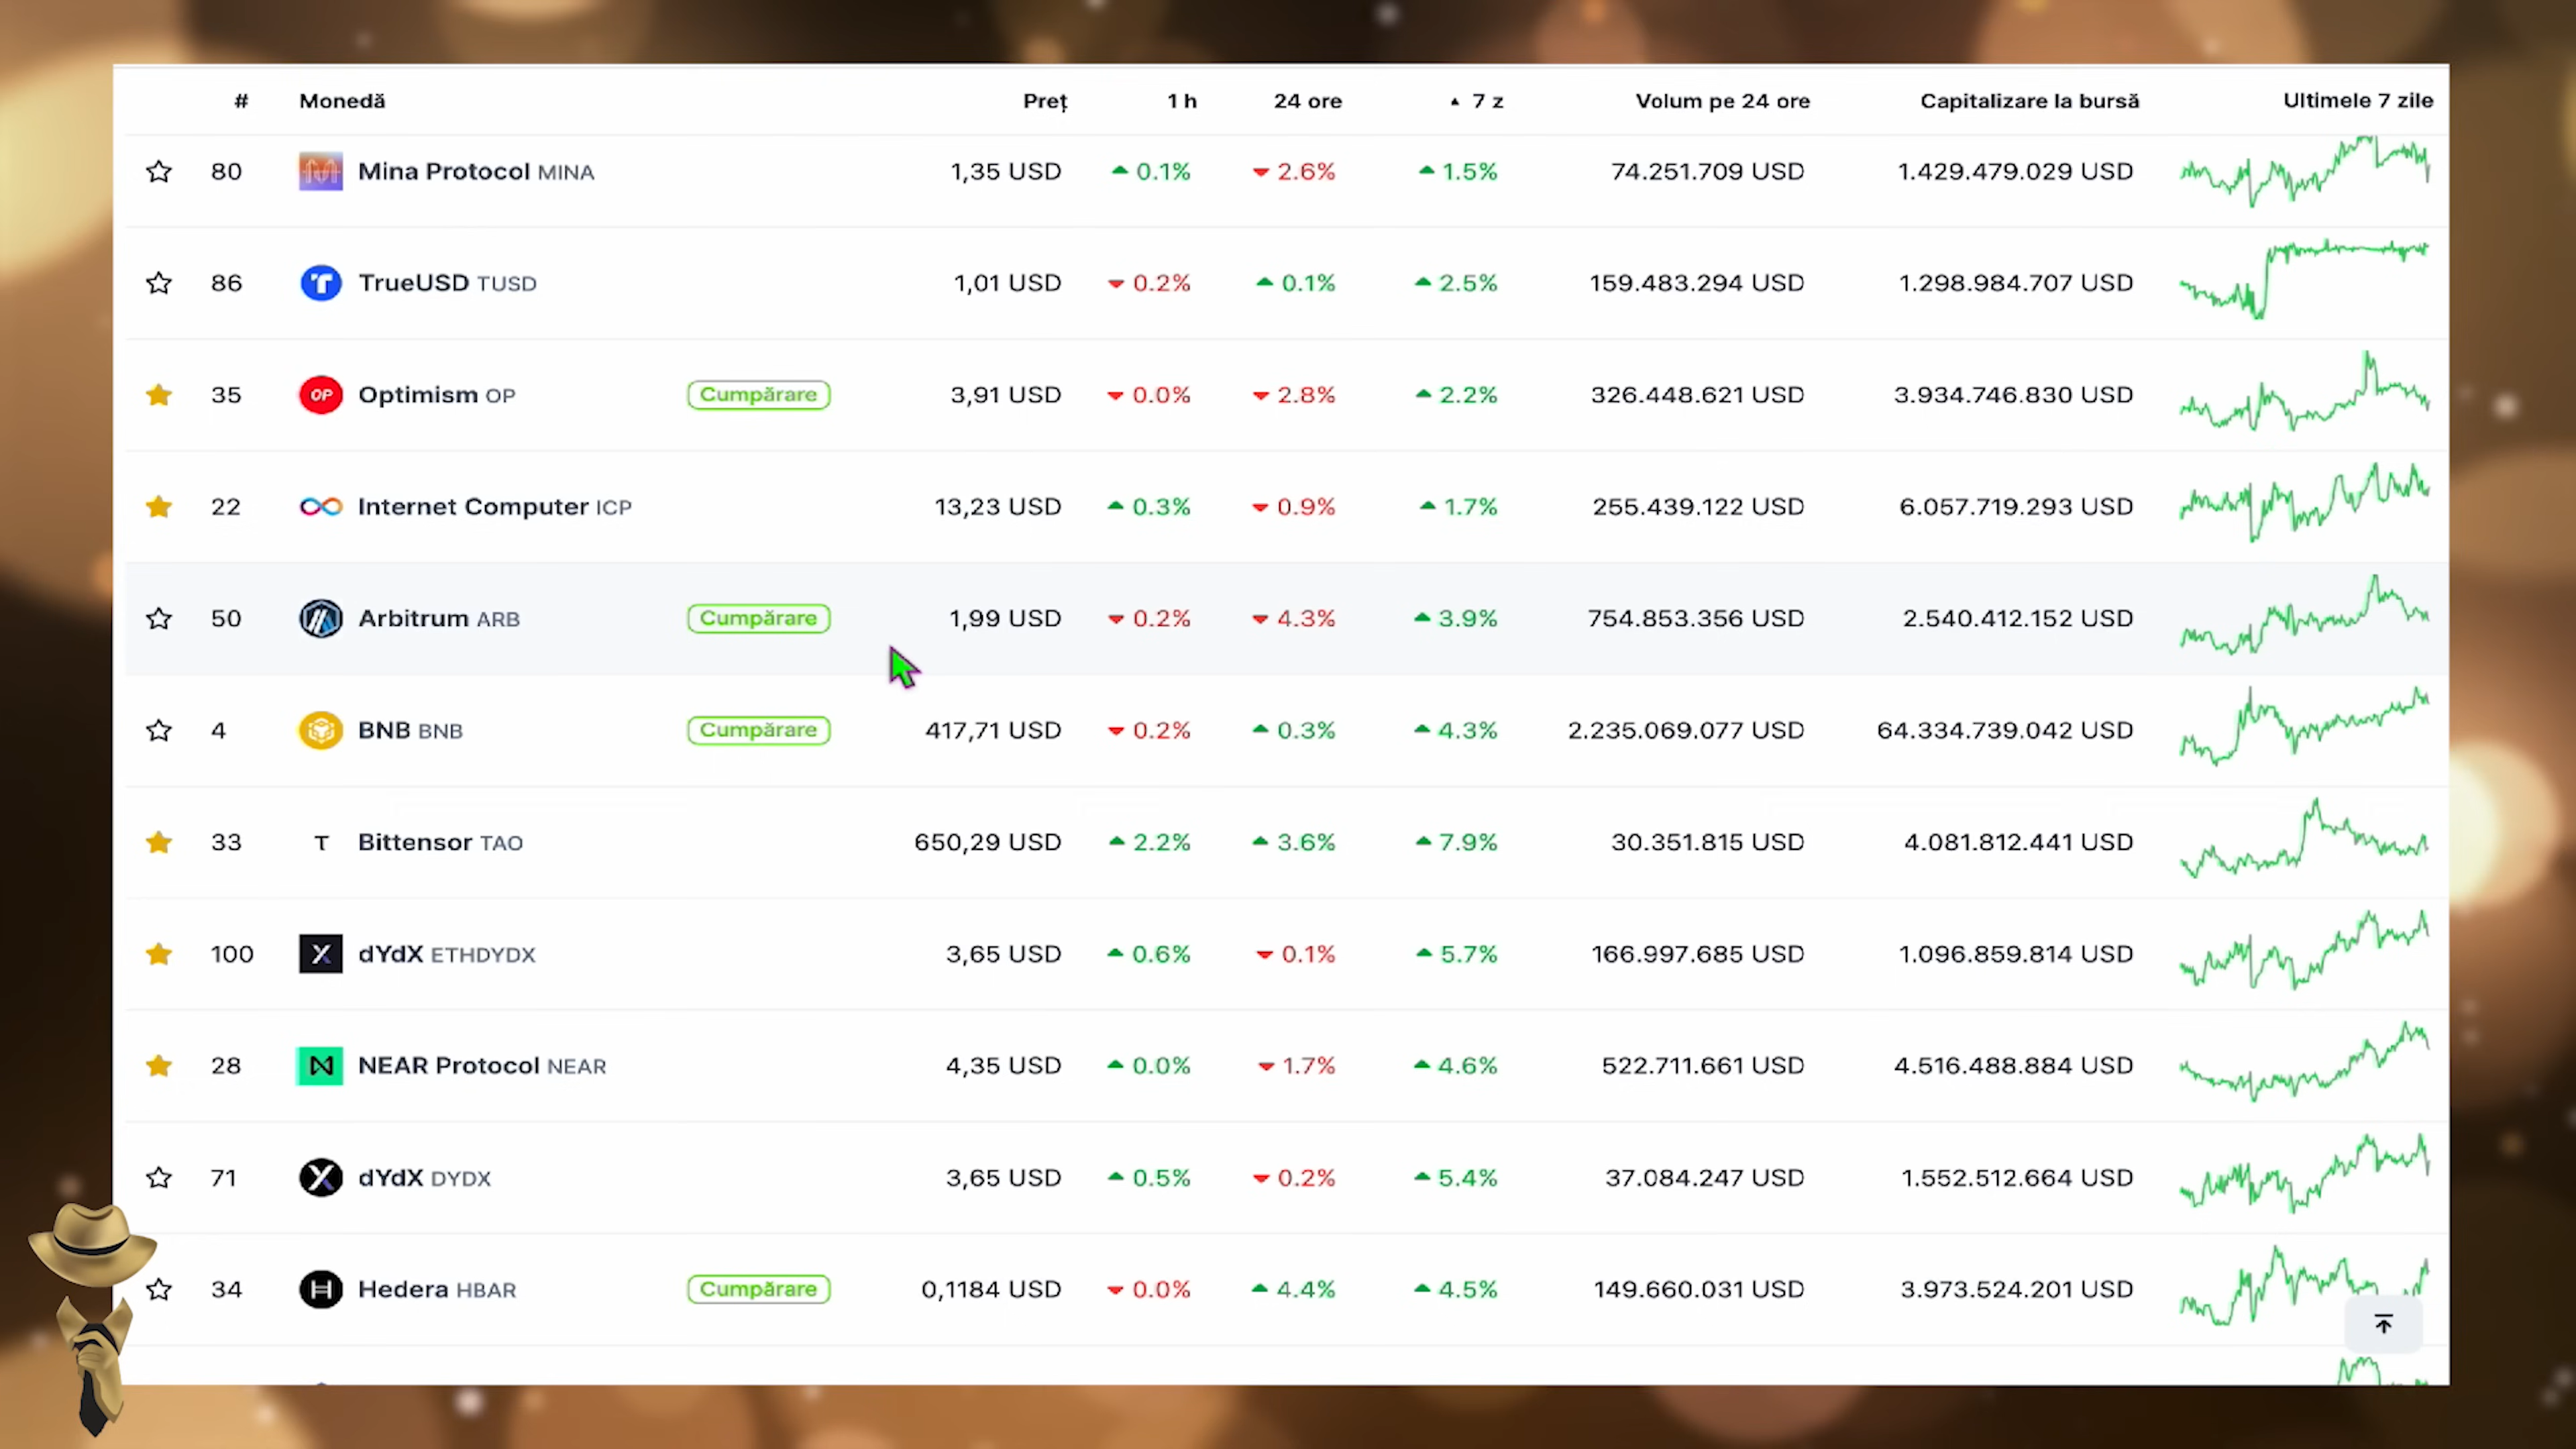 # Monedă Preț 1 h 24 ore 7 z Volum pe 24 ore Capitalizare la bursă Ultimele 7 zile
80 Mina Protocol MINA 1,35 USD 0.1% 2.6% 1.5% 74.251.709 USD 1.429.479.029 USD
86 TrueUSD TUSD 1,01 USD 0.2% 0.1% 2.5% 159.483.294 USD 1.298.984.707 USD
35 OP Optimism OP Cumpărare 3,91 USD 0.0% 2.8% 2.2% 326.448.621 USD 3.934.746.830 USD
22 Internet Computer ICP 13,23 USD 0.3% 0.9% 1.7% 255.439.122 USD 6.057.719.293 USD
50 Arbitrum ARB Cumpărare 1,99 USD 0.2% 4.3% 3.9% 754.853.356 USD 2.540.412.152 USD
4 BNB BNB Cumpărare 417,71 USD 0.2% 0.3% 4.3% 2.235.069.077 USD 64.334.739.042 USD
33 T Bittensor TAO 650,29 USD 2.2% 3.6% 7.9% 30.351.815 USD 4.081.812.441 USD
100 dYdX ETHDYDX 3,65 USD 0.6% 0.1% 5.7% 166.997.685 USD 1.096.859.814 USD
28 NEAR Protocol NEAR 4,35 USD 0.0% 1.7% 4.6% 522.711.661 USD 4.516.488.884 USD
71 dYdX DYDX 3,65 USD 0.5% 0.2% 5.4% 37.084.247 USD 1.552.512.664 USD
34 Hedera HBAR Cumpărare 0,1184 USD 0.0% 4.4% 4.5% 149.660.031 USD 3.973.524.201 USD